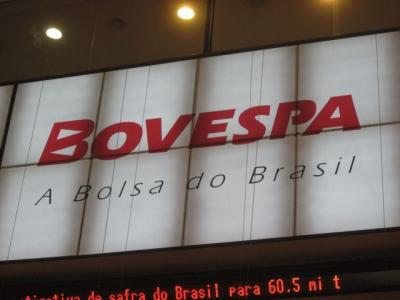 BOVESPA
A Bolsa do Brasil
de safra do Brasil para 60.5 mi t